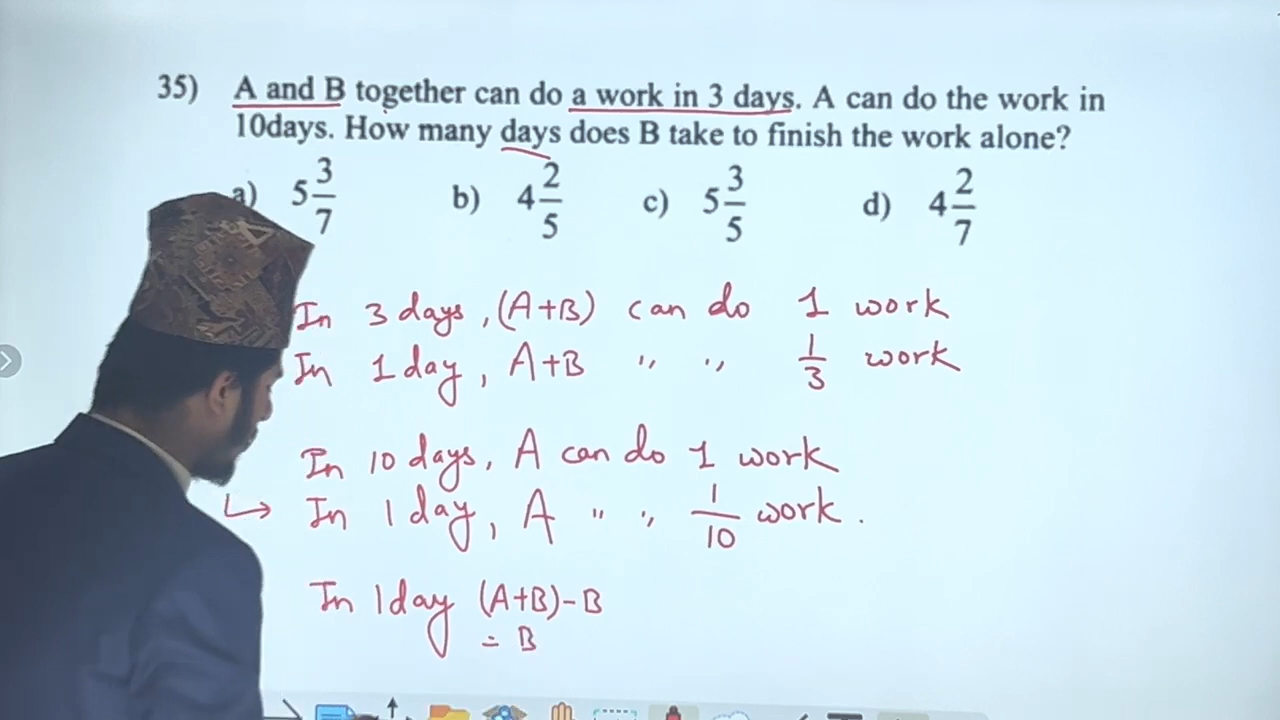 35) A and B together can do a work in 3 days. A can do the work in
10days. How many days does B take to finish the work alone?
a) 5 3/7 b) 4 2/5 c) 5 3/5 d) 4 2/7
In 3 days, (A+B) can do 1 work
In 1 day, A+B " " 1/3 work
In 10 days, A can do 1 work
↳ In 1 day, A " " 1/10 work.
In 1 day (A+B)-B
= B